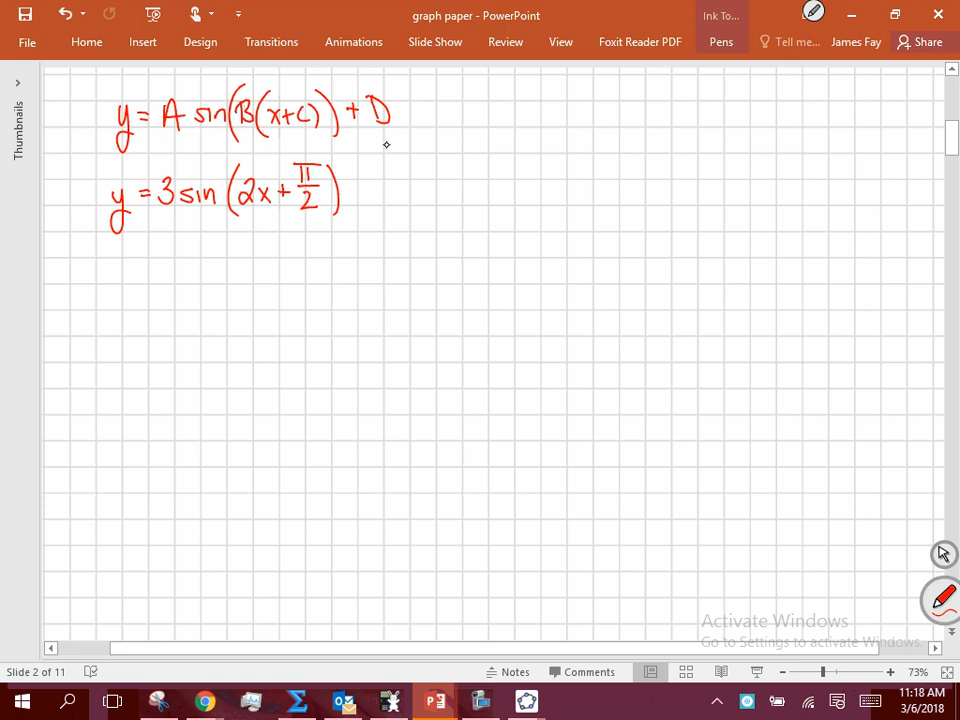 graph paper - PowerPoint
Ink To...
File Home Insert Design Transitions Animations Slide Show Review View Foxit Reader PDF Pens Tell me... James Fay Share
Thumbnails
y = A sin(B(x+C)) + D
y = 3 sin(2x + π/2)
Activate Windows
Go to Settings to activate Windows.
Slide 2 of 11 Notes Comments 73%
11:18 AM
3/6/2018